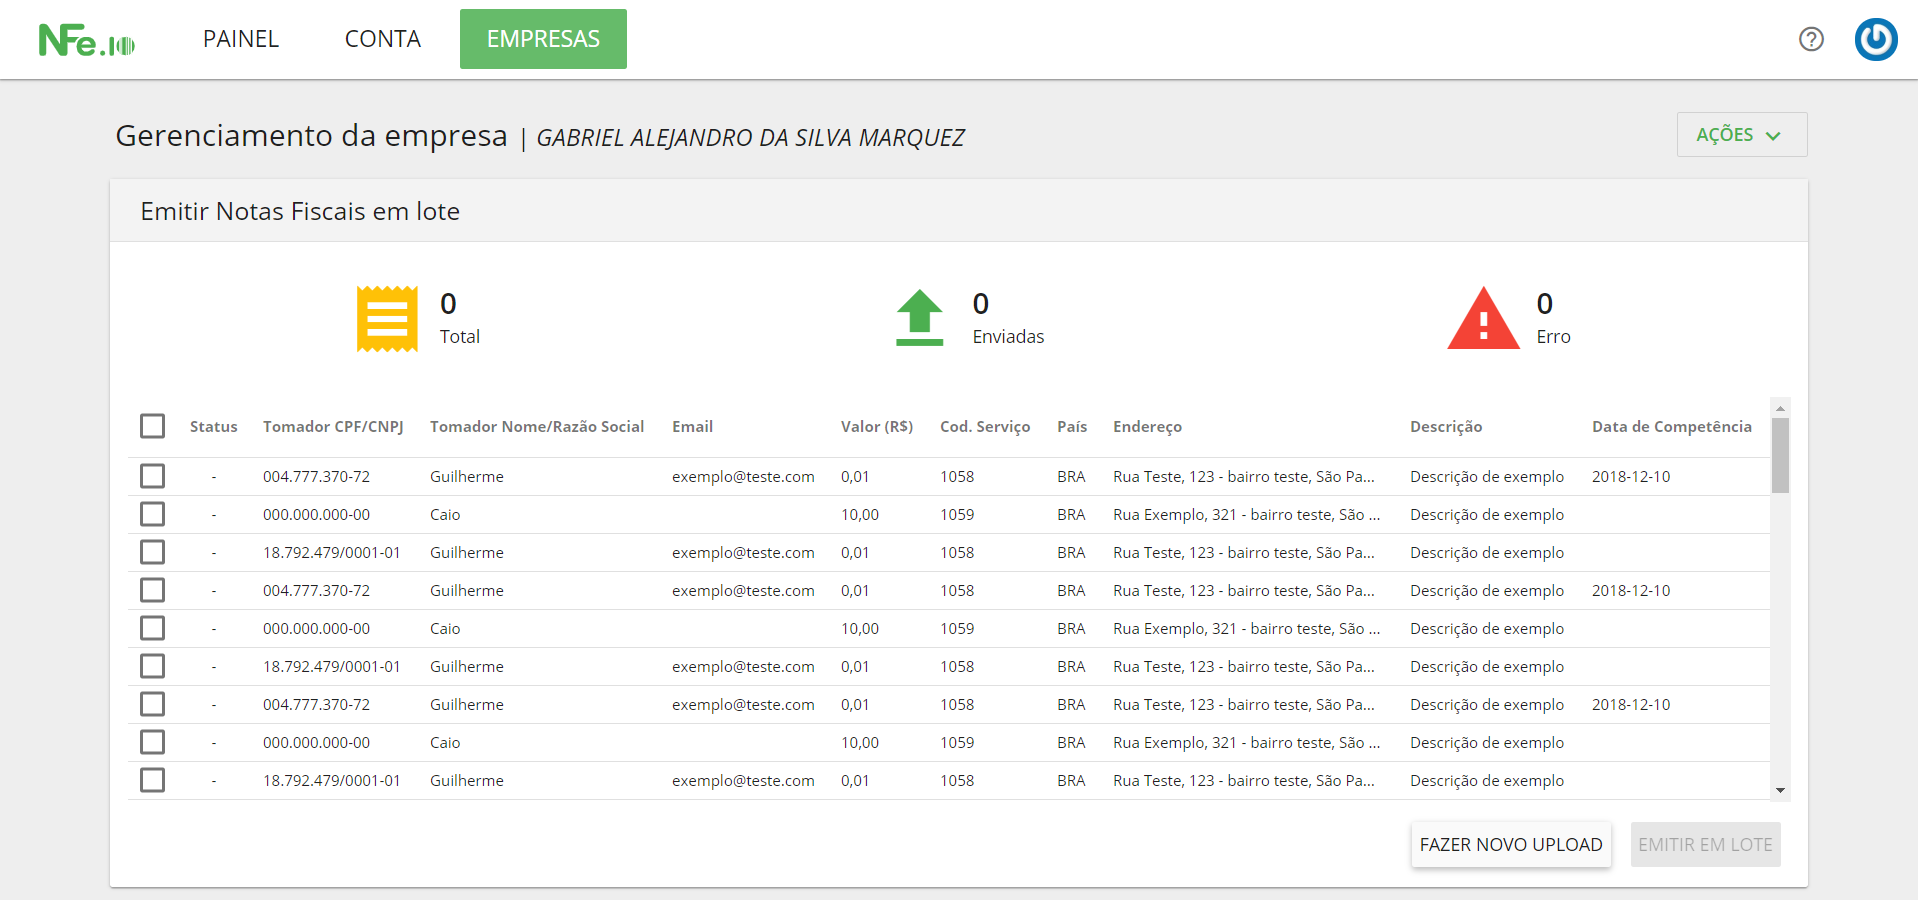 NFe.io PAINEL CONTA EMPRESAS ?
Gerenciamento da empresa | GABRIEL ALEJANDRO DA SILVA MARQUEZ AÇÕES
Emitir Notas Fiscais em lote
0 0 0
Total Enviadas Erro
Status Tomador CPF/CNPJ Tomador Nome/Razão Social Email Valor (R$) Cod. Serviço País Endereço Descrição Data de Competência
- 004.777.370-72 Guilherme exemplo@teste.com 0,01 1058 BRA Rua Teste, 123 - bairro teste, São Pa... Descrição de exemplo 2018-12-10
- 000.000.000-00 Caio 10,00 1059 BRA Rua Exemplo, 321 - bairro teste, São ... Descrição de exemplo
- 18.792.479/0001-01 Guilherme exemplo@teste.com 0,01 1058 BRA Rua Teste, 123 - bairro teste, São Pa... Descrição de exemplo
- 004.777.370-72 Guilherme exemplo@teste.com 0,01 1058 BRA Rua Teste, 123 - bairro teste, São Pa... Descrição de exemplo 2018-12-10
- 000.000.000-00 Caio 10,00 1059 BRA Rua Exemplo, 321 - bairro teste, São ... Descrição de exemplo
- 18.792.479/0001-01 Guilherme exemplo@teste.com 0,01 1058 BRA Rua Teste, 123 - bairro teste, São Pa... Descrição de exemplo
- 004.777.370-72 Guilherme exemplo@teste.com 0,01 1058 BRA Rua Teste, 123 - bairro teste, São Pa... Descrição de exemplo 2018-12-10
- 000.000.000-00 Caio 10,00 1059 BRA Rua Exemplo, 321 - bairro teste, São ... Descrição de exemplo
- 18.792.479/0001-01 Guilherme exemplo@teste.com 0,01 1058 BRA Rua Teste, 123 - bairro teste, São Pa... Descrição de exemplo
FAZER NOVO UPLOAD EMITIR EM LOTE